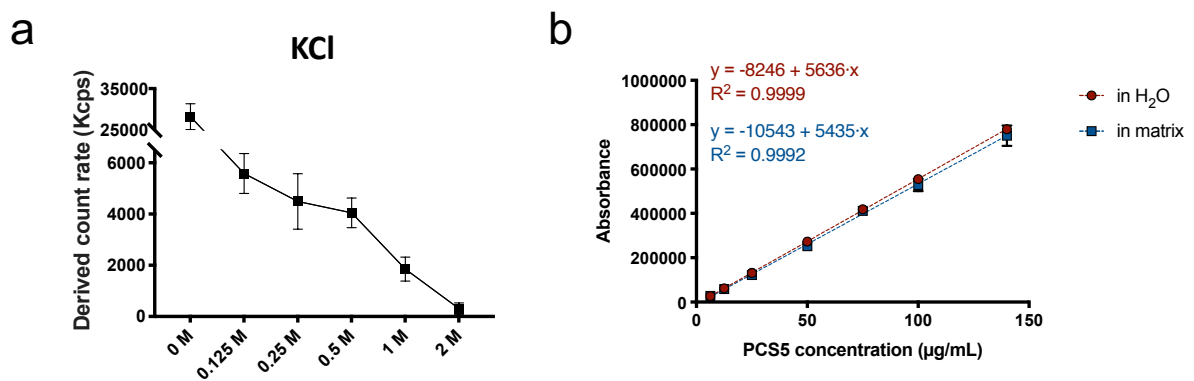 a
KCl
Derived count rate (Kcps)
35000
25000
6000
4000
2000
0
0 M
0.125 M
0.25 M
0.5 M
1 M
2 M
b
y = -8246 + 5636·x
R² = 0.9999
y = -10543 + 5435·x
R² = 0.9992
in H₂O
in matrix
Absorbance
1000000
800000
600000
400000
200000
0
0
50
100
150
PCS5 concentration (µg/mL)